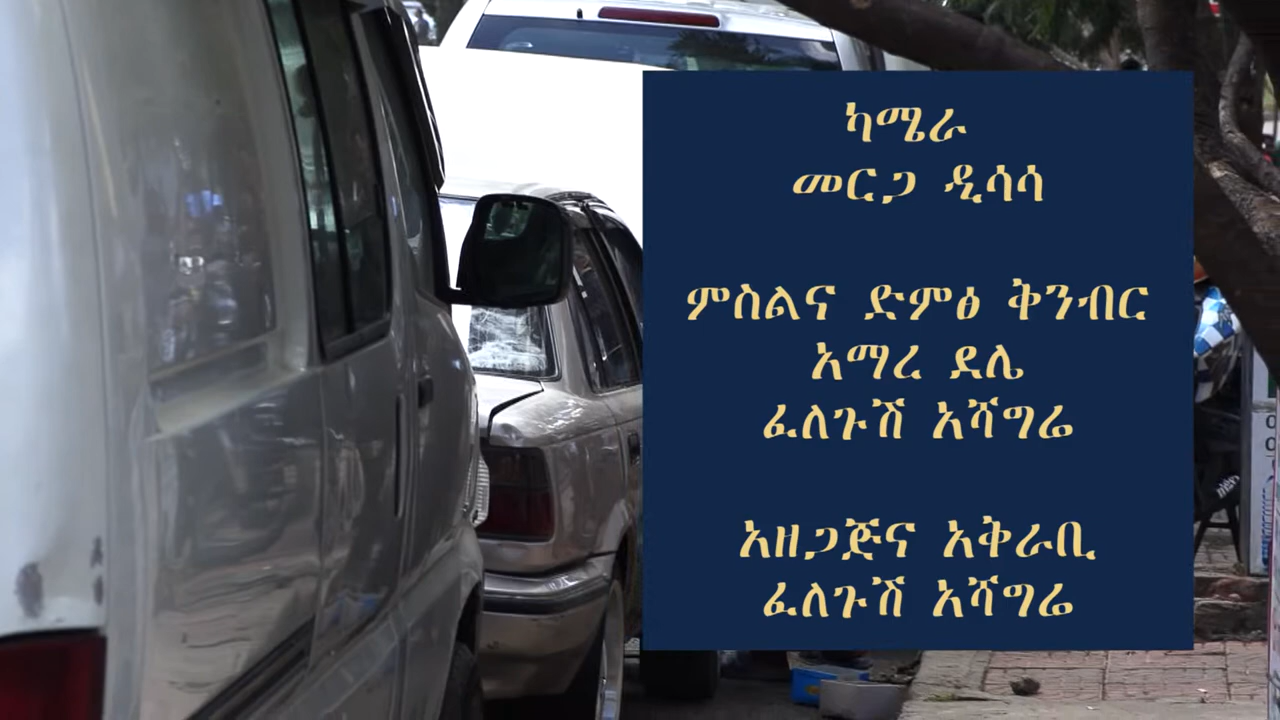 ካሜራ
መርጋ ዲሳሳ
ምስልና ድምፅ ቅንብር
አማረ ደሌ
ፈለጉሽ አሻግሬ
አዘጋጅና አቅራቢ
ፈለጉሽ አሻግሬ